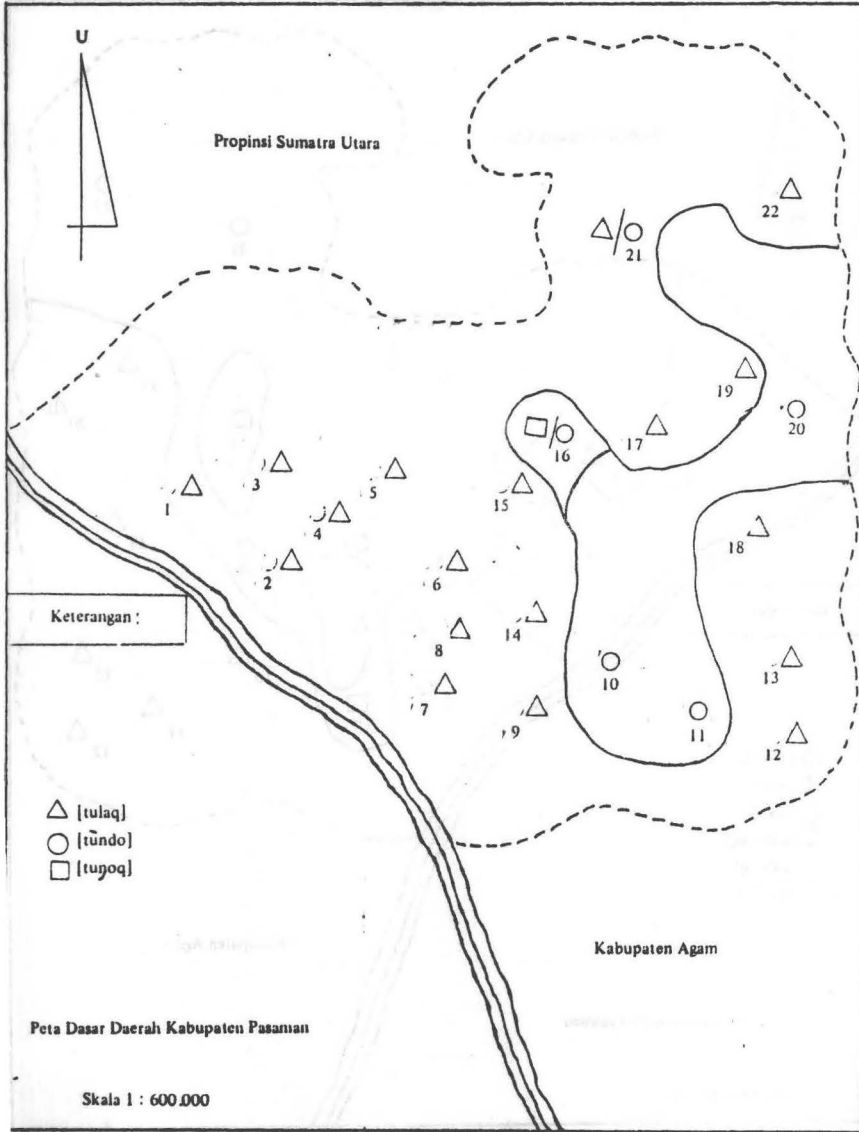 U
Propinsi Sumatra Utara
22
21
19
20
17
16
3
5
15
1
4
18
2
6
Keterangan :
14
8
10
13
7
9
11
12
[tulaq]
[tundo]
[tuŋoq]
Kabupaten Agam
Peta Dasar Daerah Kabupaten Pasaman
Skala 1 : 600.000